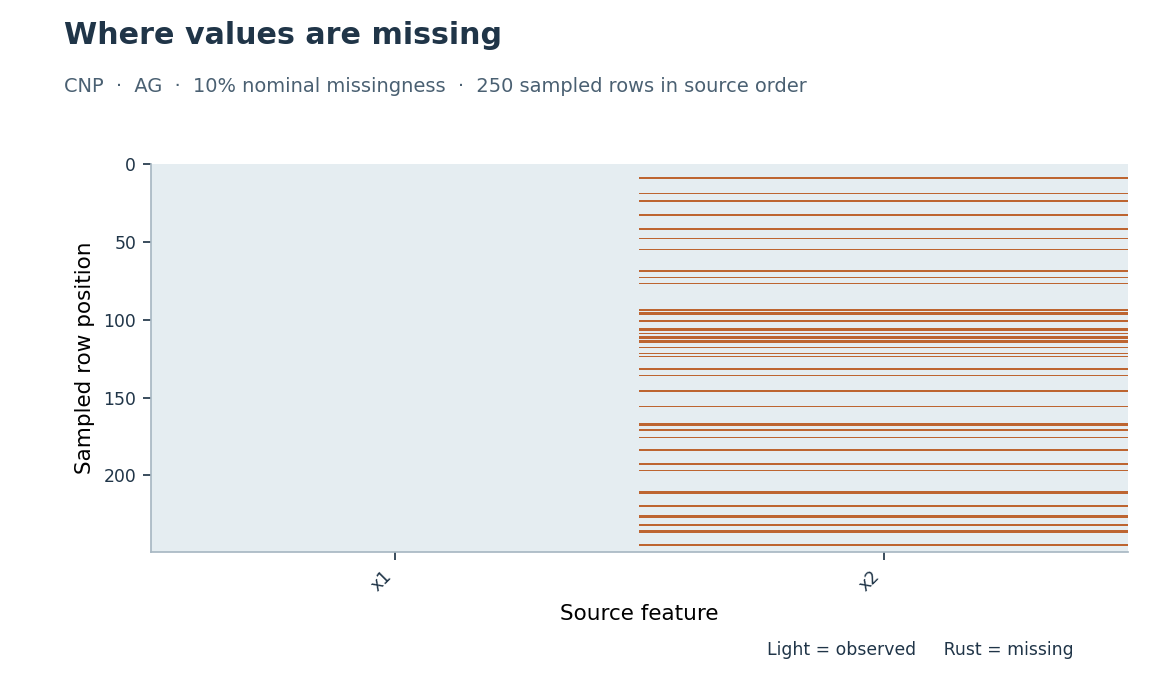 Where values are missing
CNP · AG · 10% nominal missingness · 250 sampled rows in source order
0
50
100
150
200
Sampled row position
x1
x2
Source feature
Light = observed Rust = missing